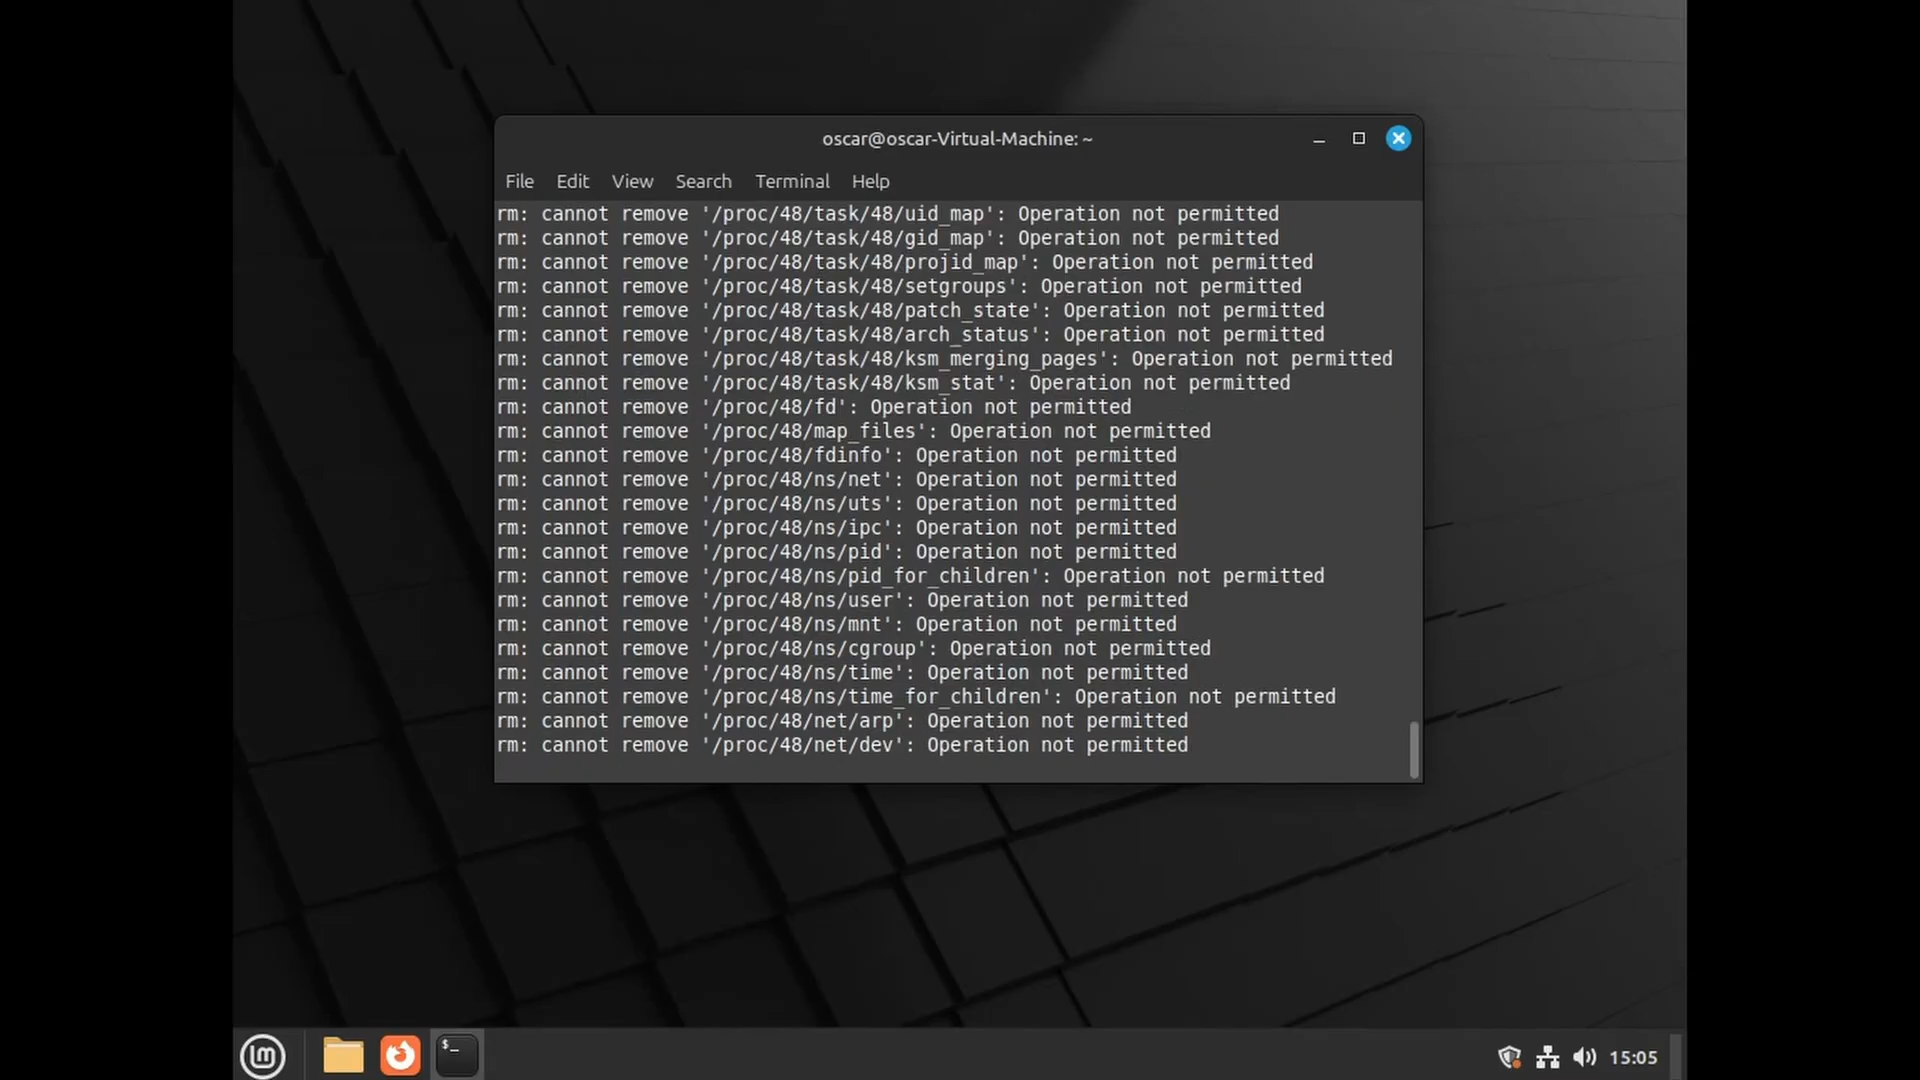 oscar@oscar-Virtual-Machine: ~
File Edit View Search Terminal Help
rm: cannot remove '/proc/48/task/48/uid_map': Operation not permitted
rm: cannot remove '/proc/48/task/48/gid_map': Operation not permitted
rm: cannot remove '/proc/48/task/48/projid_map': Operation not permitted
rm: cannot remove '/proc/48/task/48/setgroups': Operation not permitted
rm: cannot remove '/proc/48/task/48/patch_state': Operation not permitted
rm: cannot remove '/proc/48/task/48/arch_status': Operation not permitted
rm: cannot remove '/proc/48/task/48/ksm_merging_pages': Operation not permitted
rm: cannot remove '/proc/48/task/48/ksm_stat': Operation not permitted
rm: cannot remove '/proc/48/fd': Operation not permitted
rm: cannot remove '/proc/48/map_files': Operation not permitted
rm: cannot remove '/proc/48/fdinfo': Operation not permitted
rm: cannot remove '/proc/48/ns/net': Operation not permitted
rm: cannot remove '/proc/48/ns/uts': Operation not permitted
rm: cannot remove '/proc/48/ns/ipc': Operation not permitted
rm: cannot remove '/proc/48/ns/pid': Operation not permitted
rm: cannot remove '/proc/48/ns/pid_for_children': Operation not permitted
rm: cannot remove '/proc/48/ns/user': Operation not permitted
rm: cannot remove '/proc/48/ns/mnt': Operation not permitted
rm: cannot remove '/proc/48/ns/cgroup': Operation not permitted
rm: cannot remove '/proc/48/ns/time': Operation not permitted
rm: cannot remove '/proc/48/ns/time_for_children': Operation not permitted
rm: cannot remove '/proc/48/net/arp': Operation not permitted
rm: cannot remove '/proc/48/net/dev': Operation not permitted
$_
15:05